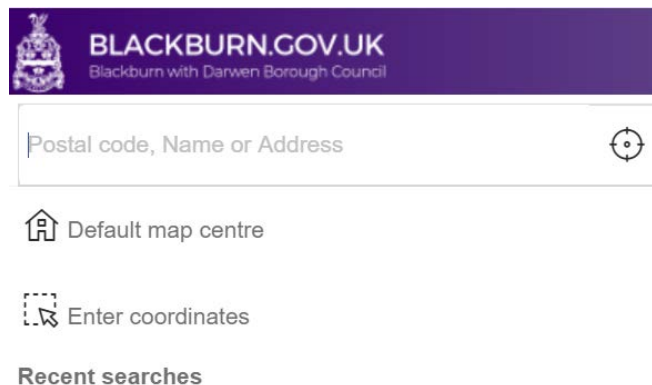 BLACKBURN.GOV.UK
Blackburn with Darwen Borough Council
Postal code, Name or Address
Default map centre
Enter coordinates
Recent searches